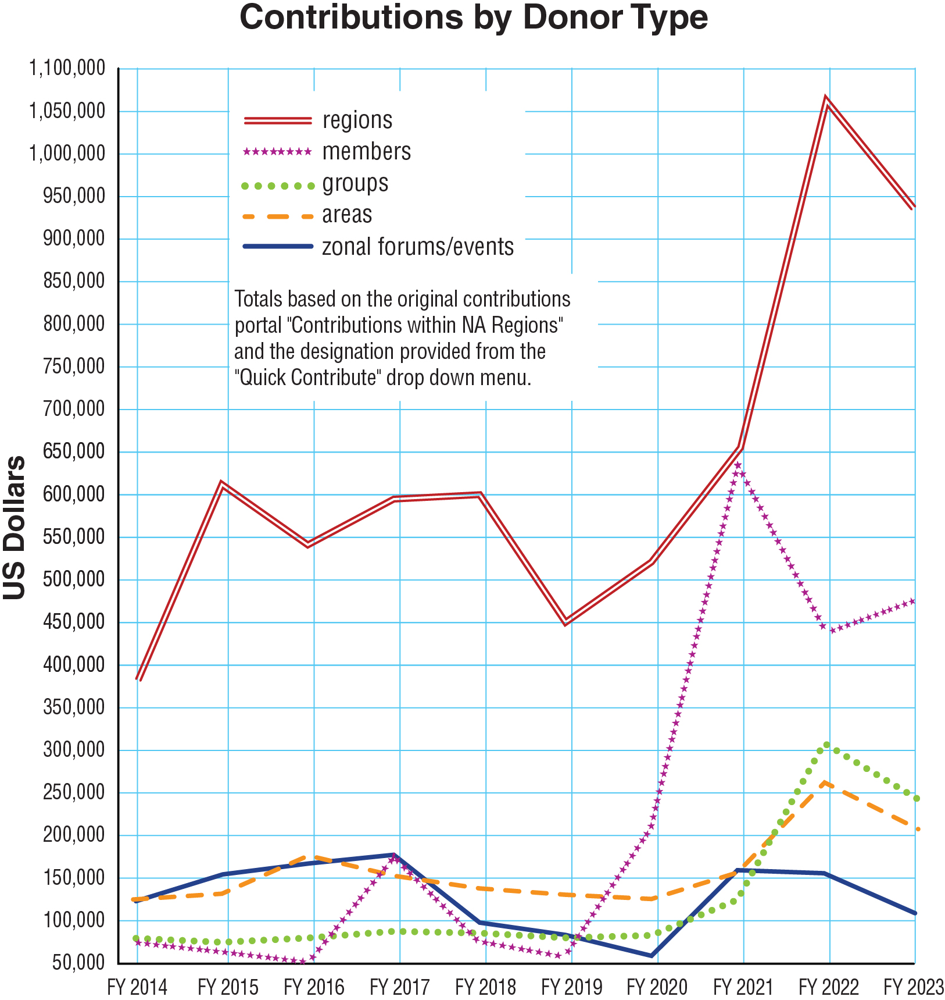 Contributions by Donor Type
US Dollars
1,100,000
1,050,000
1,000,000
950,000
900,000
850,000
800,000
750,000
700,000
650,000
600,000
550,000
500,000
450,000
400,000
350,000
300,000
250,000
200,000
150,000
100,000
50,000
regions
members
groups
areas
zonal forums/events
Totals based on the original contributions
portal "Contributions within NA Regions"
and the designation provided from the
"Quick Contribute" drop down menu.
FY 2014 FY 2015 FY 2016 FY 2017 FY 2018 FY 2019 FY 2020 FY 2021 FY 2022 FY 2023